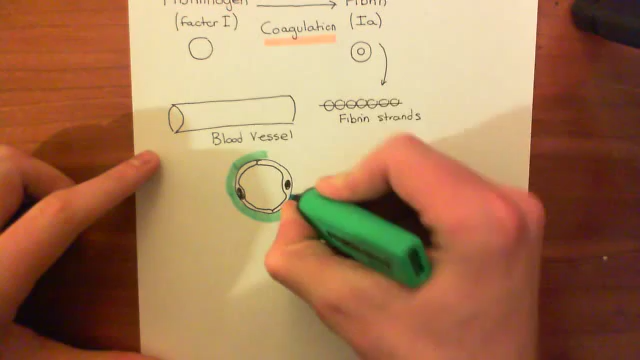 Coagulation
(factor I)
(Ia)
Fibrin strands
Blood Vessel